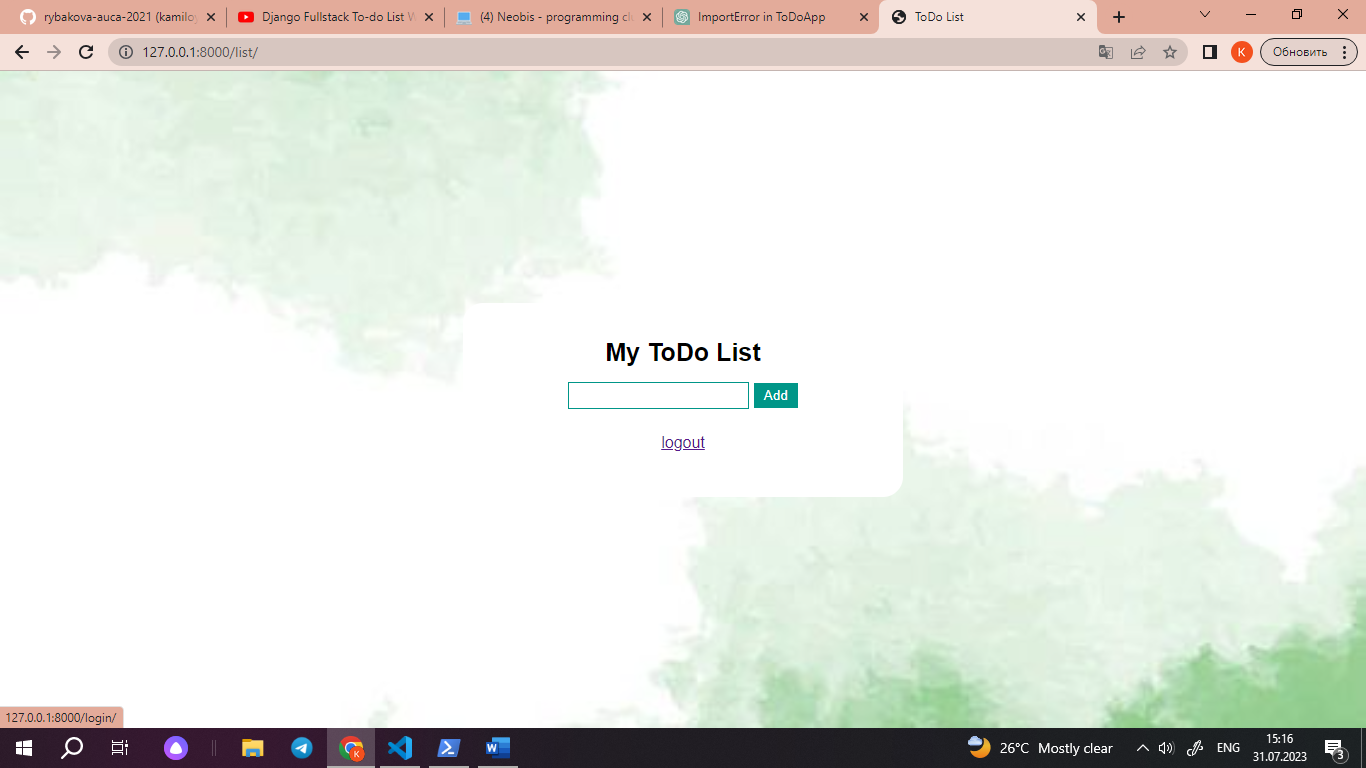 rybakova-auca-2021 (kamilo
Django Fullstack To-do List W
(4) Neobis - programming clu
ImportError in ToDoApp
ToDo List
127.0.0.1:8000/list/
K
Обновить
My ToDo List
Add
logout
127.0.0.1:8000/login/
K
26°C Mostly clear
ENG
15:16
31.07.2023
3